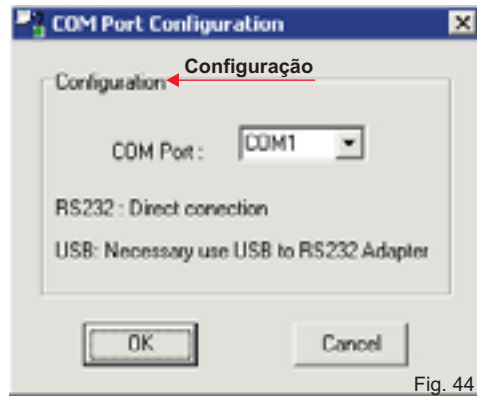 COM Port Configuration
Configuration
Configuração
COM Port :
COM1
RS232 : Direct conection
USB: Necessary use USB to RS232 Adapter
OK
Cancel
Fig. 44